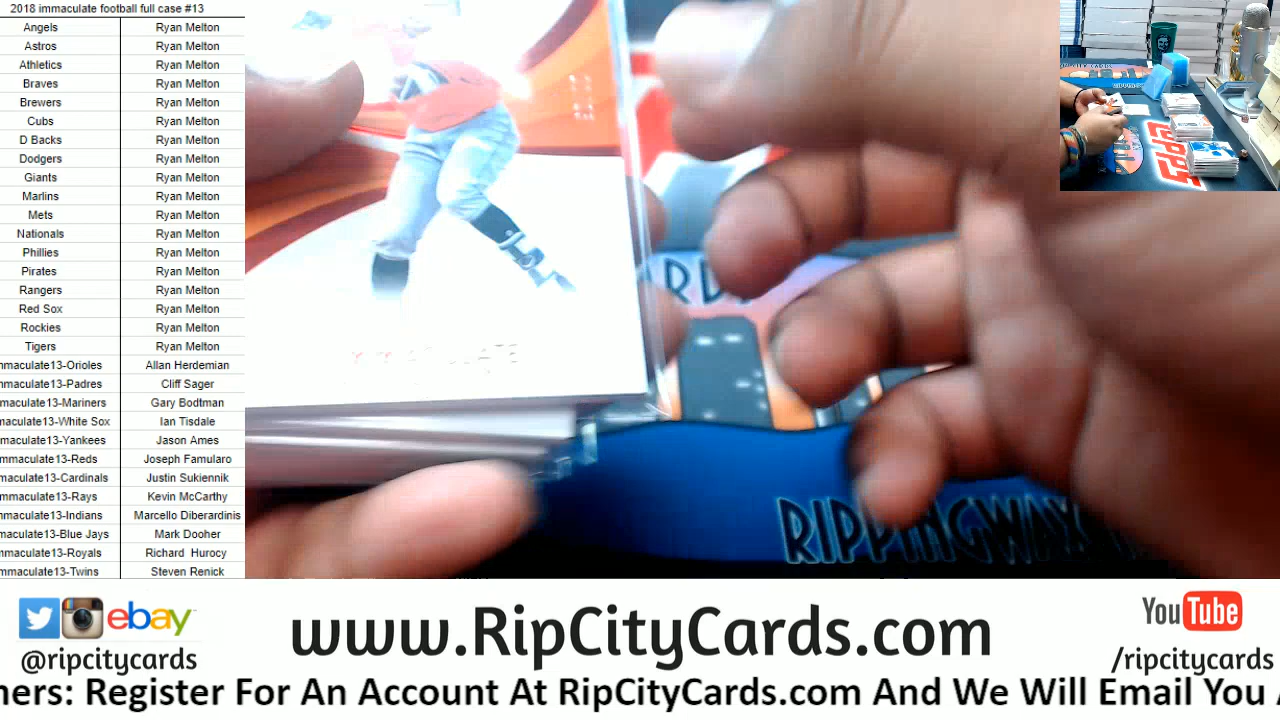 2018 immaculate football full case #13
Angels Ryan Melton
Astros Ryan Melton
Athletics Ryan Melton
Braves Ryan Melton
Brewers Ryan Melton
Cubs Ryan Melton
D Backs Ryan Melton
Dodgers Ryan Melton
Giants Ryan Melton
Marlins Ryan Melton
Mets Ryan Melton
Nationals Ryan Melton
Phillies Ryan Melton
Pirates Ryan Melton
Rangers Ryan Melton
Red Sox Ryan Melton
Rockies Ryan Melton
Tigers Ryan Melton
mmaculate13-Orioles Allan Herdemian
mmaculate13-Padres Cliff Sager
maculate13-Mariners Gary Bodtman
maculate13-White Sox Ian Tisdale
maculate13-Yankees Jason Ames
mmaculate13-Reds Joseph Famularo
maculate13-Cardinals Justin Sukiennik
mmaculate13-Rays Kevin McCarthy
mmaculate13-Indians Marcello Diberardinis
maculate13-Blue Jays Mark Dooher
mmaculate13-Royals Richard Hurocy
mmaculate13-Twins Steven Renick
CARDS
RIPPINGWAX
TOPPS
ebay
@ripcitycards
www.RipCityCards.com
YouTube
/ripcitycards
ners: Register For An Account At RipCityCards.com And We Will Email You A